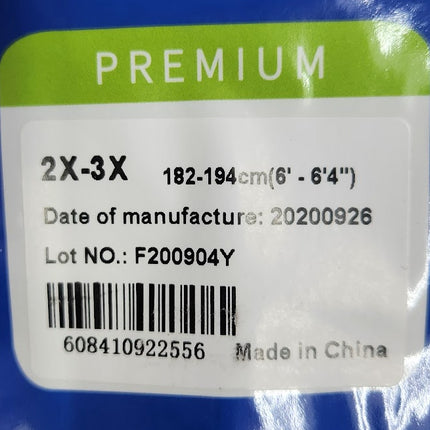 PREMIUM
2X-3X 182-194cm(6' - 6'4")
Date of manufacture: 20200926
Lot NO.: F200904Y
608410922556 Made in China